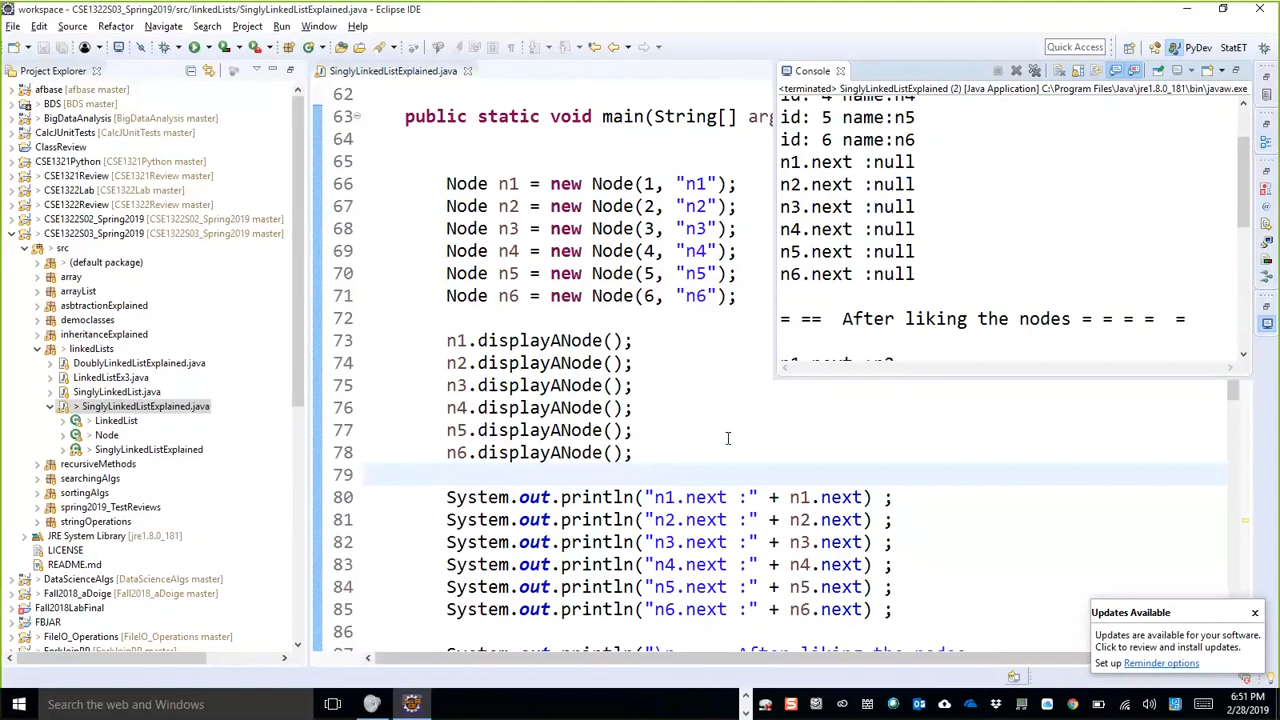 workspace - CSE1322S03_Spring2019/src/linkedLists/SinglyLinkedListExplained.java - Eclipse IDE
File Edit Source Refactor Navigate Search Project Run Window Help
Quick Access
PyDev
StatET
Project Explorer
afbase [afbase master]
> BDS [BDS master]
> BigDataAnalysis [BigDataAnalysis master]
CalcJUnitTests [CalcJUnitTests master]
ClassReview
CSE1321Python [CSE1321Python master]
> CSE1321Review [CSE1321Review master]
> CSE1322Lab [CSE1322Lab master]
> CSE1322Review [CSE1322Review master]
> CSE1322S02_Spring2019 [CSE1322S02_Spring2019 master]
> CSE1322S03_Spring2019 [CSE1322S03_Spring2019 master]
> src
> (default package)
array
arrayList
asbtractionExplained
democlasses
inheritanceExplained
> linkedLists
DoublyLinkedListExplained.java
LinkedListEx3.java
SinglyLinkedList.java
> SinglyLinkedListExplained.java
> LinkedList
> Node
> SinglyLinkedListExplained
recursiveMethods
searchingAlgs
sortingAlgs
spring2019_TestReviews
stringOperations
JRE System Library [jre1.8.0_181]
LICENSE
README.md
DataScienceAlgs [DataScienceAlgs master]
> Fall2018_aDoige [Fall2018_aDoige master]
Fall2018LabFinal
FBJAR
> FileIO_Operations [FileIO_Operations master]
SinglyLinkedListExplained.java
62
63 public static void main(String[] arg
64
65
66 Node n1 = new Node(1, "n1");
67 Node n2 = new Node(2, "n2");
68 Node n3 = new Node(3, "n3");
69 Node n4 = new Node(4, "n4");
70 Node n5 = new Node(5, "n5");
71 Node n6 = new Node(6, "n6");
72
73 n1.displayANode();
74 n2.displayANode();
75 n3.displayANode();
76 n4.displayANode();
77 n5.displayANode();
78 n6.displayANode();
79
80 System.out.println("n1.next :" + n1.next) ;
81 System.out.println("n2.next :" + n2.next) ;
82 System.out.println("n3.next :" + n3.next) ;
83 System.out.println("n4.next :" + n4.next) ;
84 System.out.println("n5.next :" + n5.next) ;
85 System.out.println("n6.next :" + n6.next) ;
86
After liking the nodes
Console
<terminated> SinglyLinkedListExplained (2) [Java Application] C:\Program Files\Java\jre1.8.0_181\bin\javaw.exe
id: 4 name:n4
id: 5 name:n5
id: 6 name:n6
n1.next :null
n2.next :null
n3.next :null
n4.next :null
n5.next :null
n6.next :null
= == After liking the nodes = = = = =
n1.next :n2
Updates Available
Updates are available for your software.
Click to review and install updates.
Set up Reminder options
Search the web and Windows
6:51 PM
2/28/2019